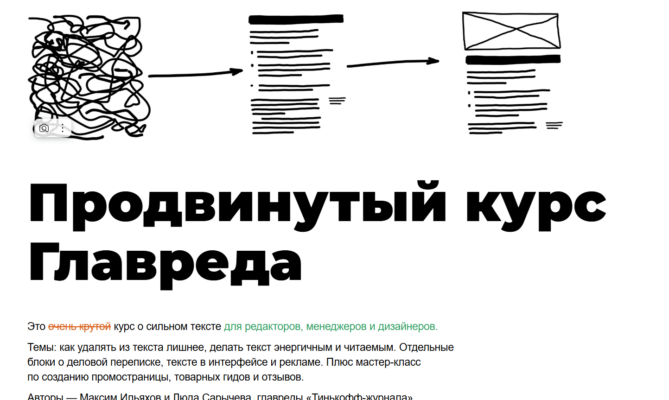 Продвинутый курс
Главреда
Это очень крутой курс о сильном тексте для редакторов, менеджеров и дизайнеров.
Темы: как удалять из текста лишнее, делать текст энергичным и читаемым. Отдельные
блоки о деловой переписке, тексте в интерфейсе и рекламе. Плюс мастер-класс
по созданию промостраницы, товарных гидов и отзывов.
Авторы — Максим Ильяхов и Люда Сарычева, главреды «Тинькофф-журнала»